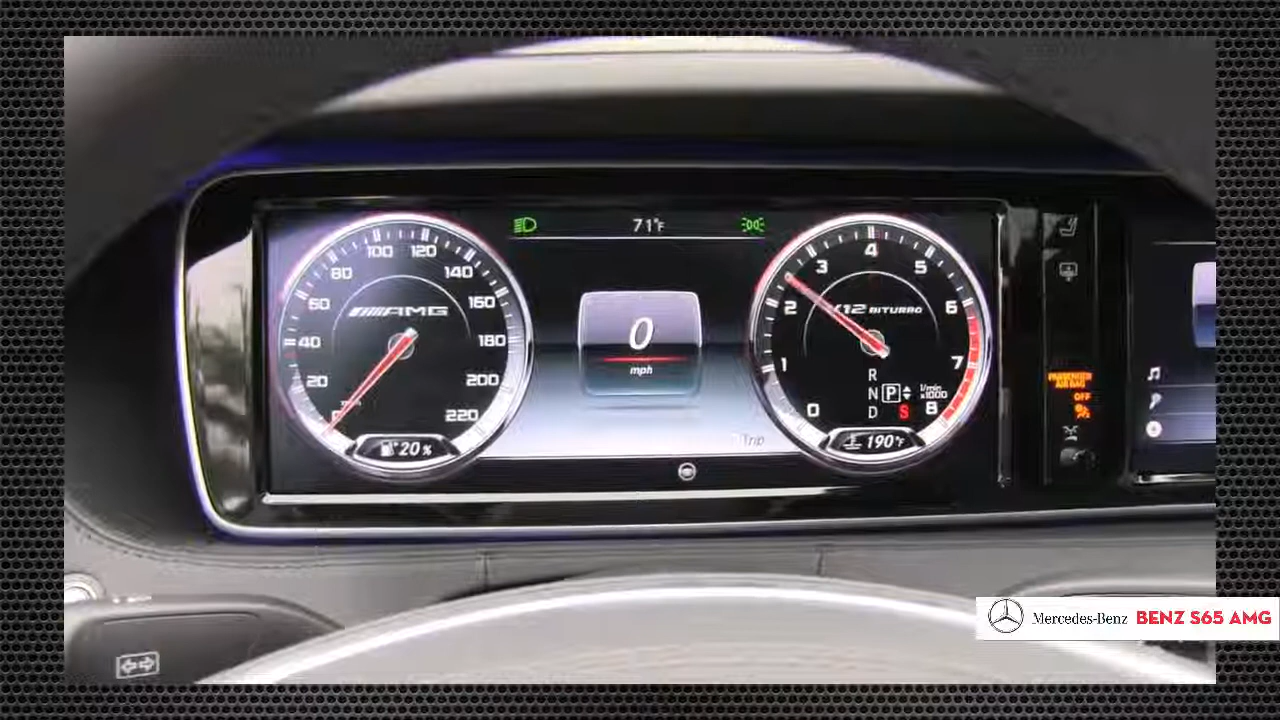 71°F
100 120
80 140
60 160
AMG
40 180
20 200
220
20%
0
mph
Trip
4
3 5
2 6
V12 BITURBO
1 7
R
N P 1/min
x1000
D S 8
0
190°F
PASSENGER
AIR BAG
OFF
Mercedes-Benz BENZ S65 AMG